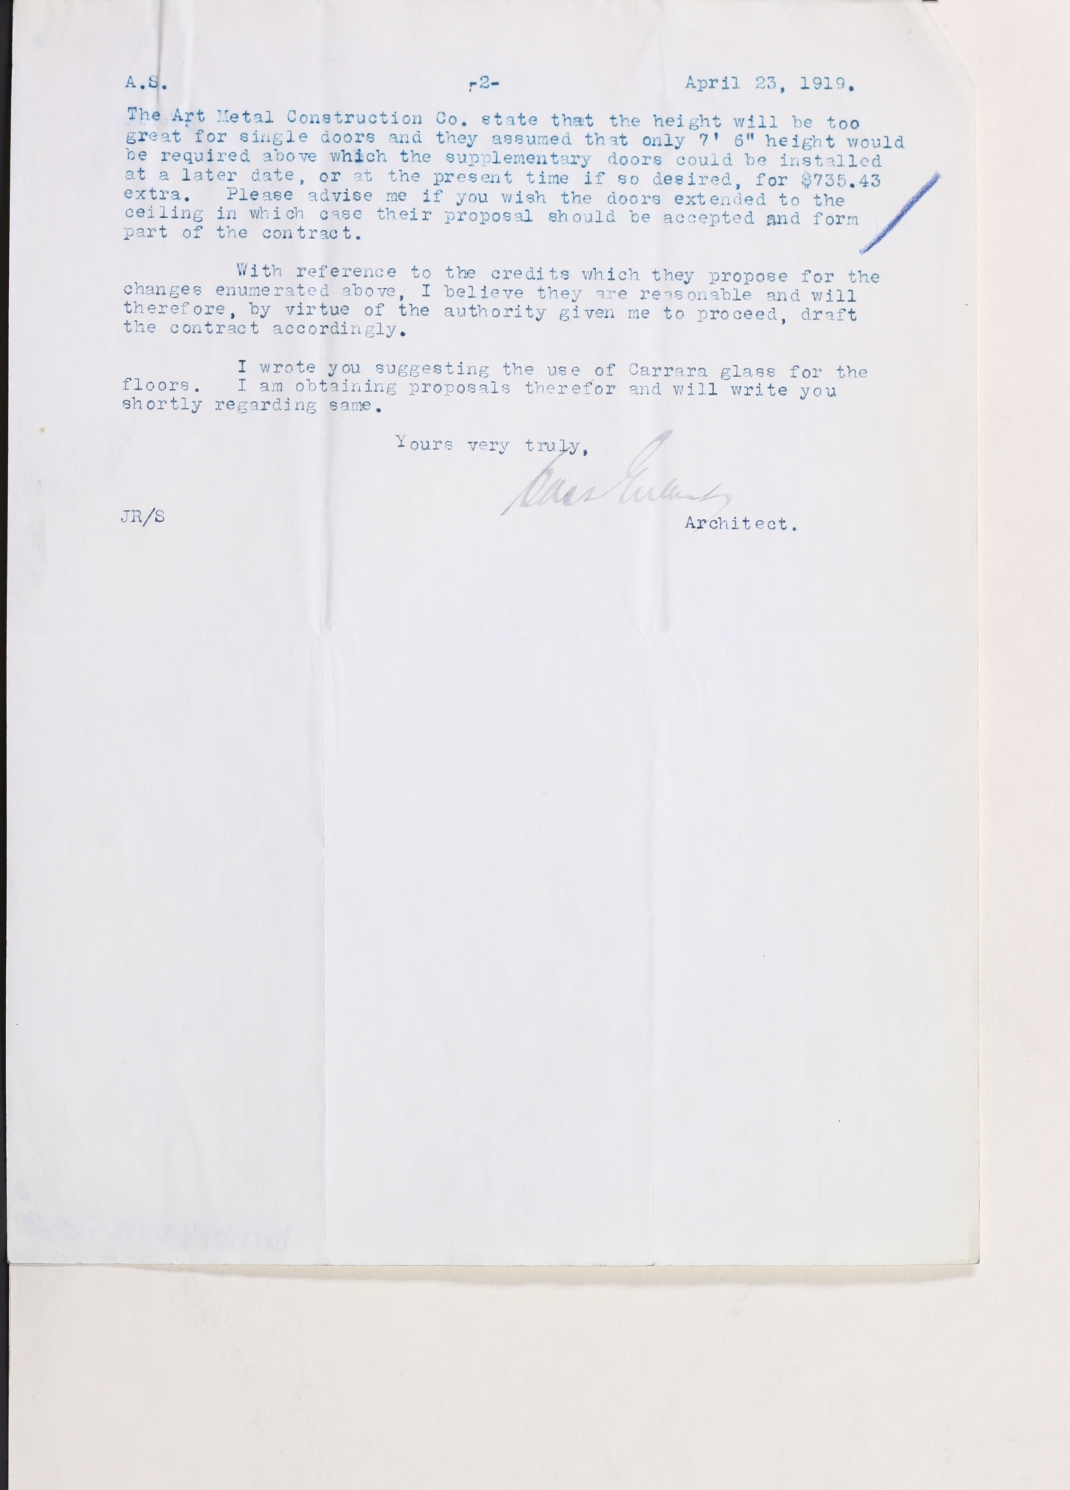 A.S. -2- April 23, 1919.
The Art Metal Construction Co. state that the height will be too
great for single doors and they assumed that only 7' 6" height would
be required above which the supplementary doors could be installed
at a later date, or at the present time if so desired, for $735.43
extra. Please advise me if you wish the doors extended to the
ceiling in which case their proposal should be accepted and form
part of the contract.
With reference to the credits which they propose for the
changes enumerated above, I believe they are reasonable and will
therefore, by virtue of the authority given me to proceed, draft
the contract accordingly.
I wrote you suggesting the use of Carrara glass for the
floors. I am obtaining proposals therefor and will write you
shortly regarding same.
Yours very truly,
Cass Gilbert
JR/S Architect.